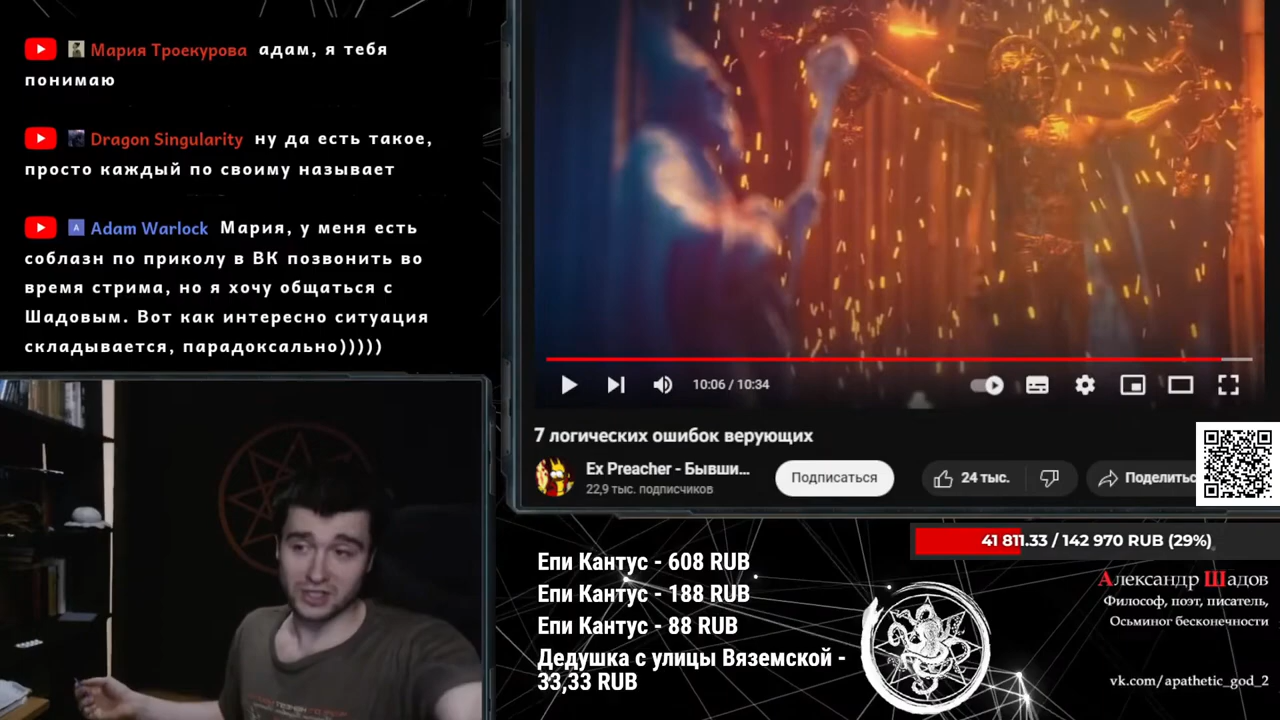 Мария Троекурова адам, я тебя
понимаю
Dragon Singularity ну да есть такое,
просто каждый по своиму называет
A Adam Warlock Мария, у меня есть
соблазн по приколу в ВК позвонить во
время стрима, но я хочу общаться с
Шадовым. Вот как интересно ситуация
складывается, парадоксально)))))
10:06 / 10:34
7 логических ошибок верующих
Ex Preacher - Бывши...
22,9 тыс. подписчиков
Подписаться
24 тыс.
Поделитьс
41 811.33 / 142 970 RUB (29%)
Епи Кантус - 608 RUB
Епи Кантус - 188 RUB
Епи Кантус - 88 RUB
Дедушка с улицы Вяземской -
33,33 RUB
Александр Шадов
Философ, поэт, писатель,
Осьминог бесконечности
vk.com/apathetic_god_2